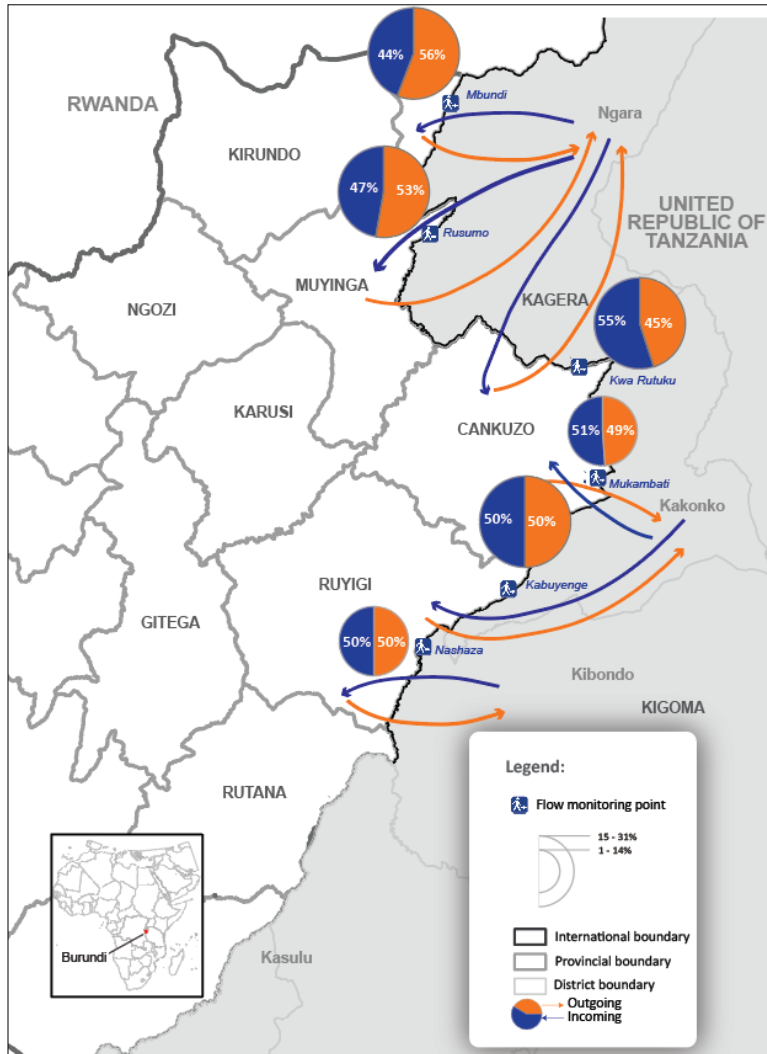 44%
56%
RWANDA
Mbundi
Ngara
KIRUNDO
47%
53%
UNITED
REPUBLIC OF
TANZANIA
Rusumo
MUYINGA
KAGERA
NGOZI
55%
45%
Kwa Rutuku
KARUSI
CANKUZO
51%
49%
Mukambati
Kakonko
50%
50%
Kabuyenge
RUYIGI
GITEGA
50%
50%
Nashaza
Kibondo
KIGOMA
RUTANA
Kasulu
Burundi
Legend:
Flow monitoring point
15 - 31%
1 - 14%
International boundary
Provincial boundary
District boundary
Outgoing
Incoming